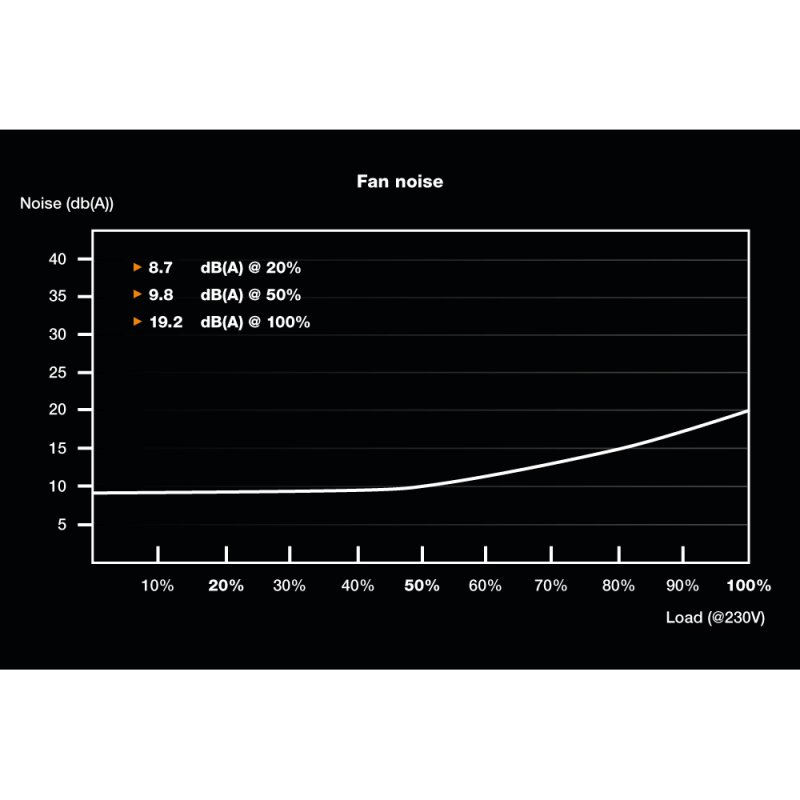 Fan noise
Noise (db(A))
40
35
30
25
20
15
10
5
▶ 8.7 dB(A) @ 20%
▶ 9.8 dB(A) @ 50%
▶ 19.2 dB(A) @ 100%
10% 20% 30% 40% 50% 60% 70% 80% 90% 100%
Load (@230V)